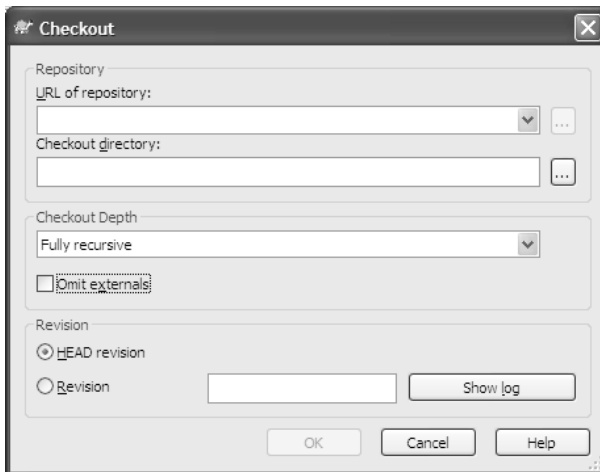 Checkout
Repository
URL of repository:
...
Checkout directory:
...
Checkout Depth
Fully recursive
Omit externals
Revision
HEAD revision
Revision
Show log
OK
Cancel
Help